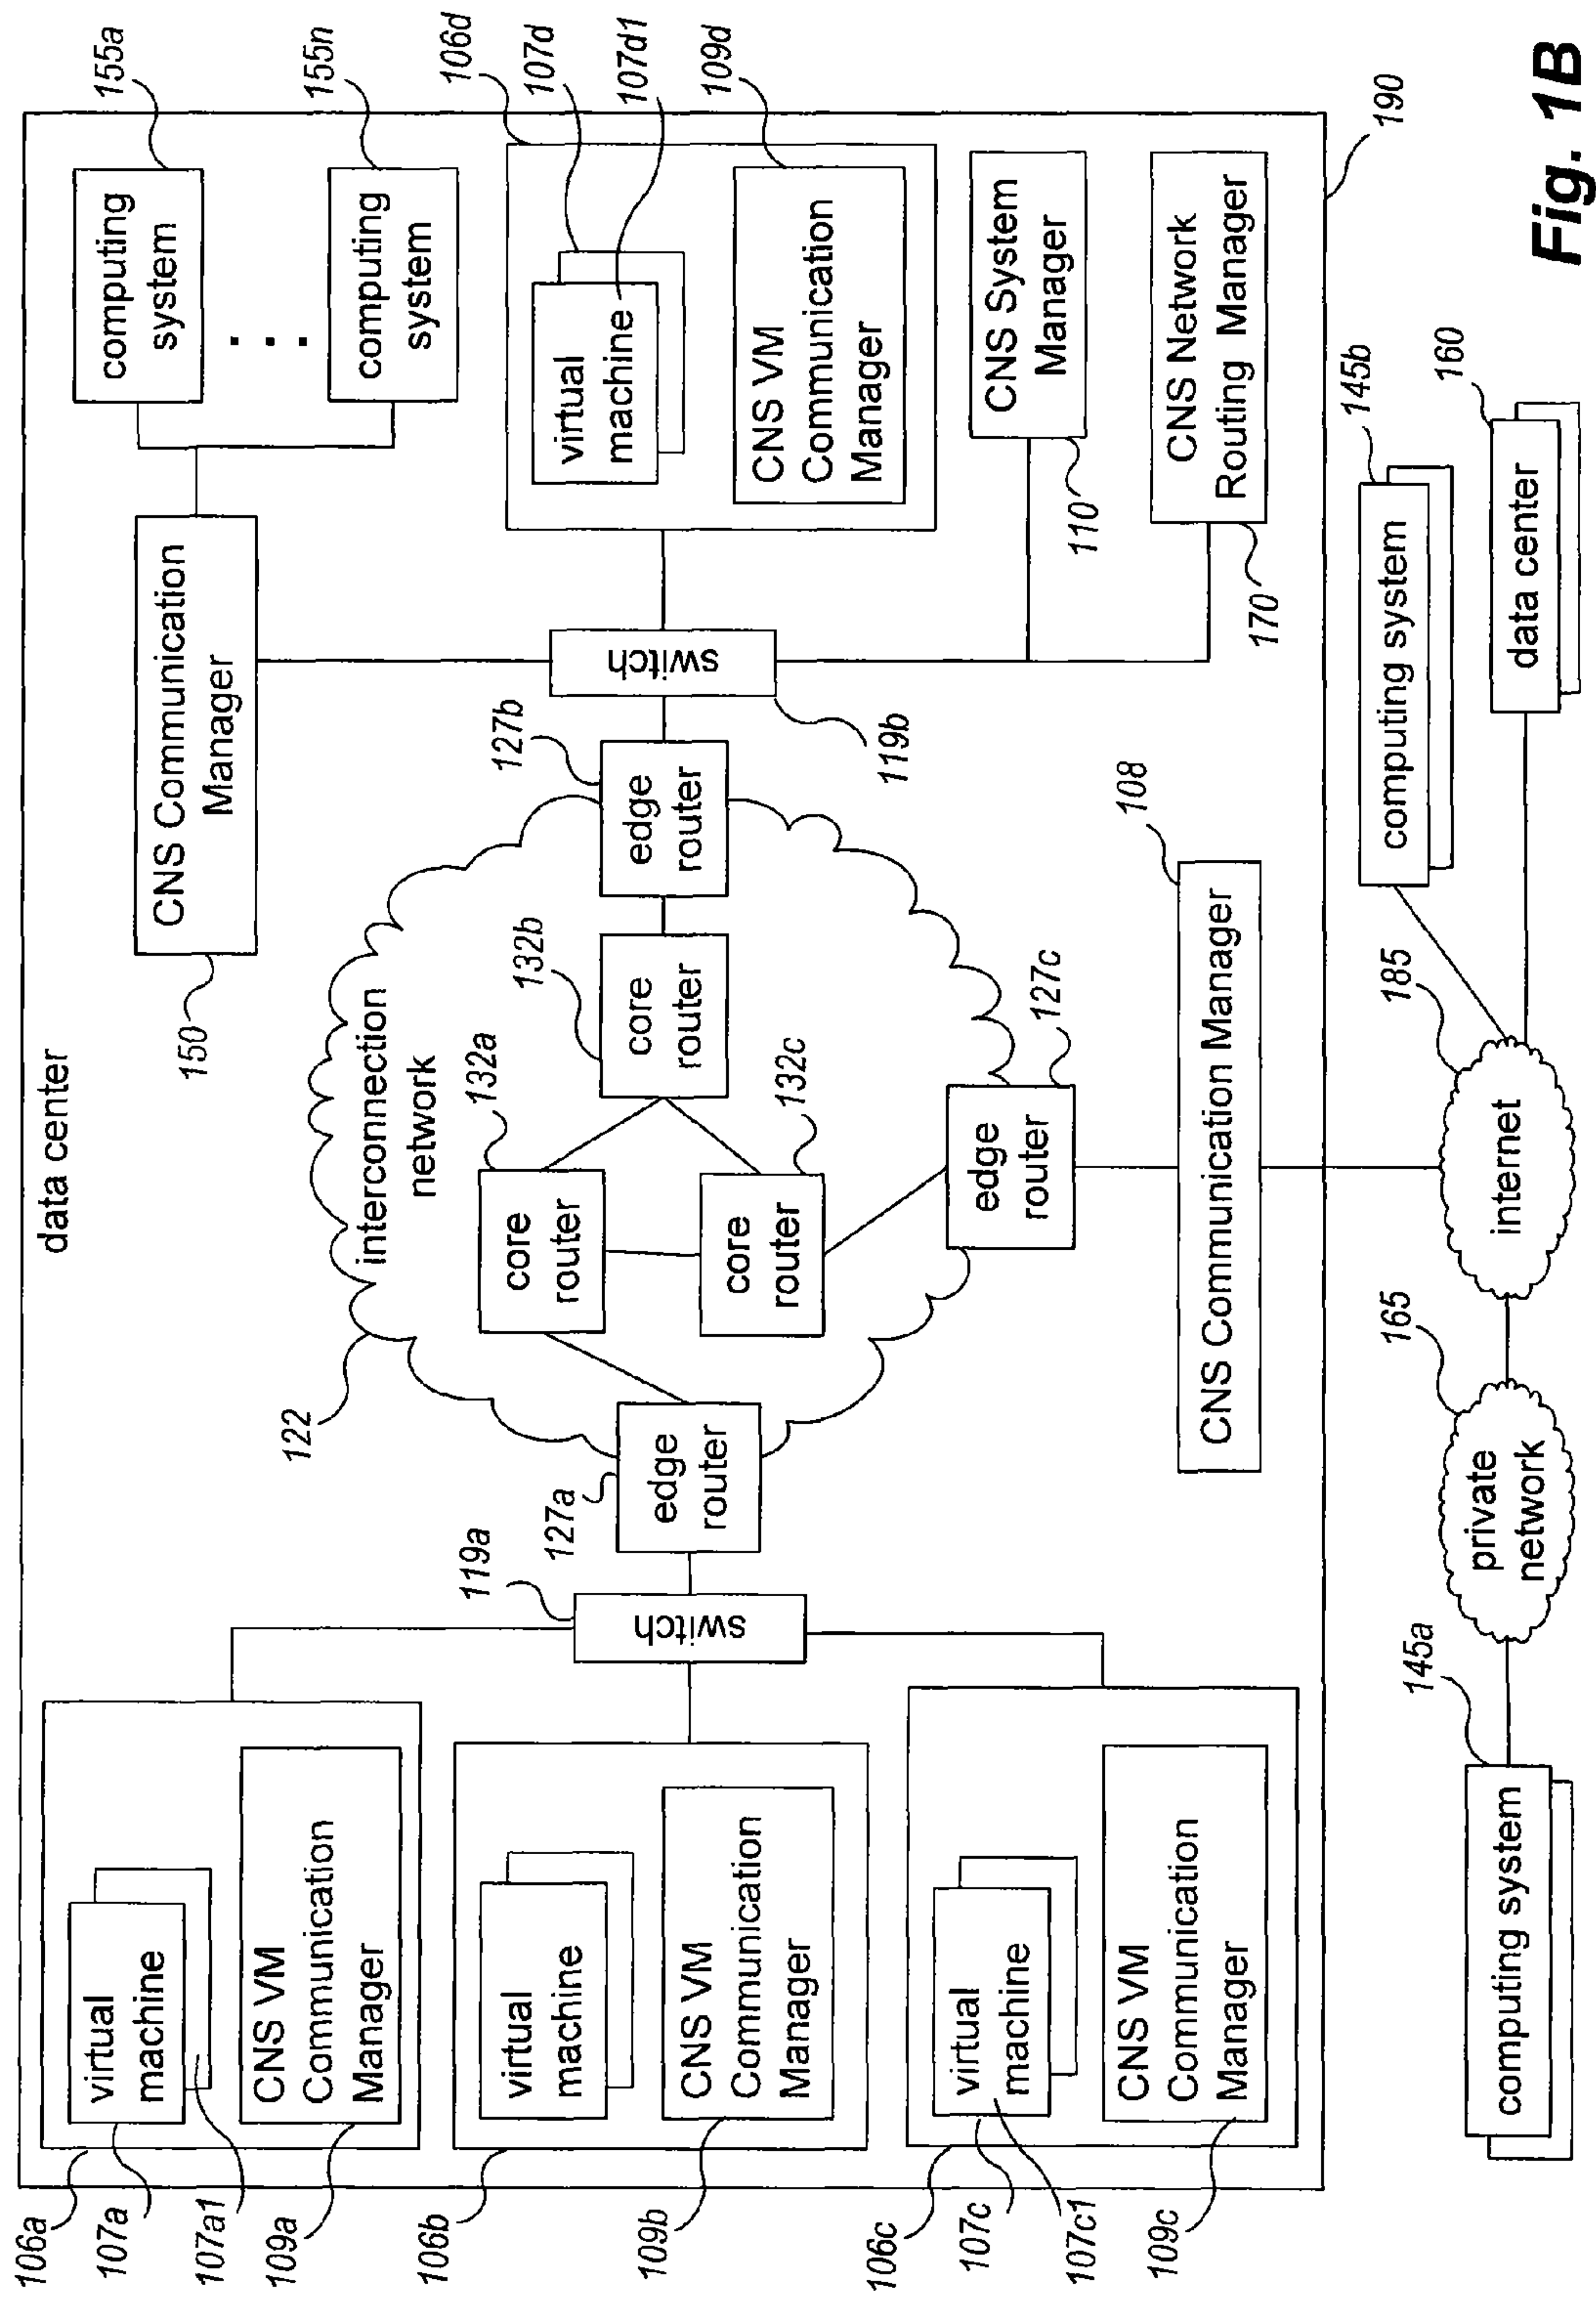 data center
106a
107a
107a1
109a
virtual
machine
CNS VM
Communication
Manager
106b
109b
virtual
machine
CNS VM
Communication
Manager
106c
107c
107c1
109c
virtual
machine
CNS VM
Communication
Manager
119a
switch
127a
edge
router
122
interconnection
network
132a
core
router
132b
core
router
132c
core
router
127b
edge
router
127c
edge
router
119b
switch
150
CNS Communication
Manager
155a
computing
system
...
155n
computing
system
106d
107d
107d1
109d
virtual
machine
CNS VM
Communication
Manager
110
CNS System
Manager
170
CNS Network
Routing Manager
108
CNS Communication Manager
190
145a
computing system
165
private
network
185
internet
145b
computing system
160
data center
Fig. 1B